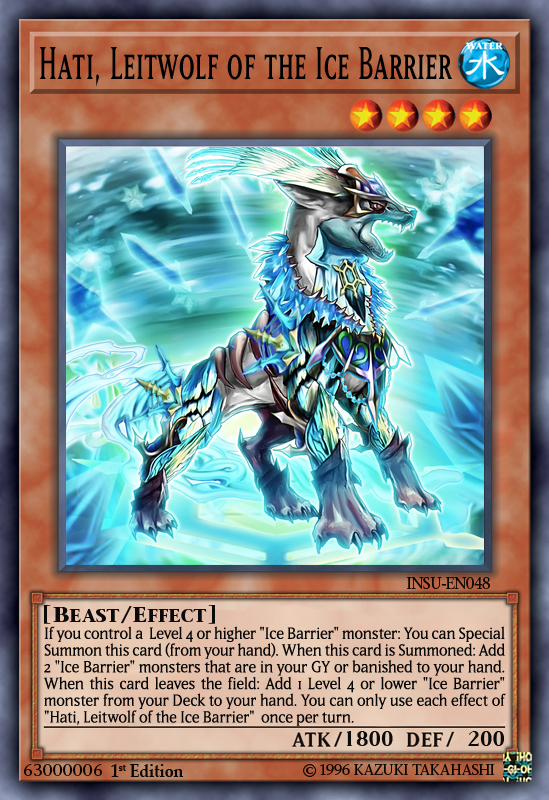 Hati, Leitwolf of the Ice Barrier
WATER
水
INSU-EN048
[Beast/Effect]
If you control a Level 4 or higher "Ice Barrier" monster: You can Special
Summon this card (from your hand). When this card is Summoned: Add
2 "Ice Barrier" monsters that are in your GY or banished to your hand.
When this card leaves the field: Add 1 Level 4 or lower "Ice Barrier"
monster from your Deck to your hand. You can only use each effect of
"Hati, Leitwolf of the Ice Barrier" once per turn.
ATK/1800 DEF/ 200
63000006 1st Edition ©1996 KAZUKI TAKAHASHI